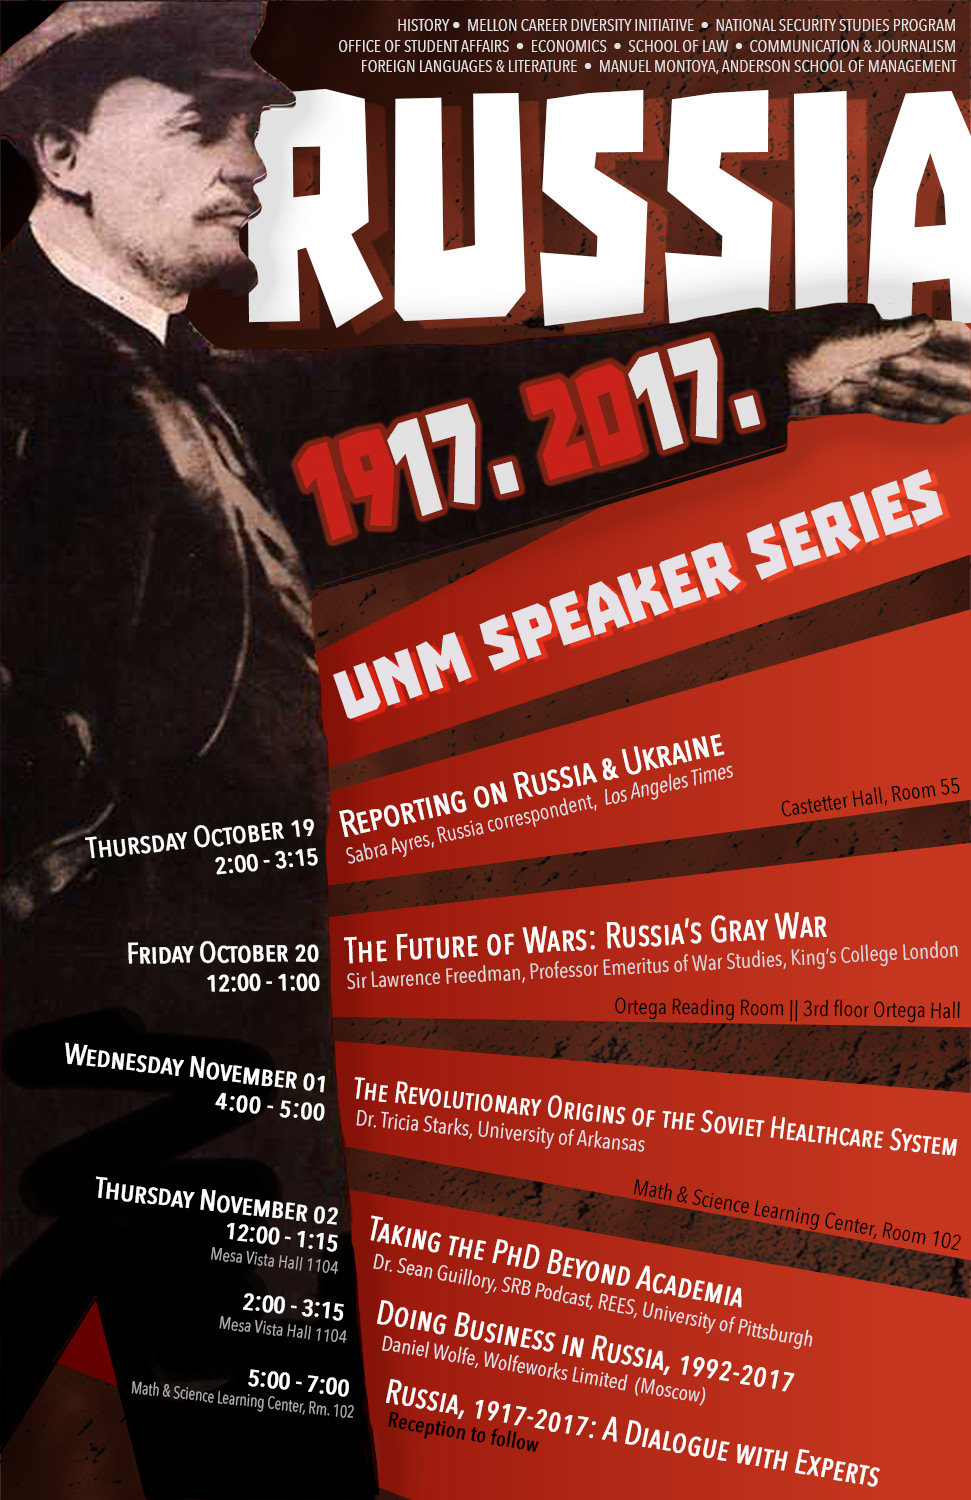 HISTORY • MELLON CAREER DIVERSITY INITIATIVE • NATIONAL SECURITY STUDIES PROGRAM
OFFICE OF STUDENT AFFAIRS • ECONOMICS • SCHOOL OF LAW • COMMUNICATION & JOURNALISM
FOREIGN LANGUAGES & LITERATURE • MANUEL MONTOYA, ANDERSON SCHOOL OF MANAGEMENT
RUSSIA
1917. 2017.
UNM SPEAKER SERIES
THURSDAY OCTOBER 19
2:00 - 3:15
REPORTING ON RUSSIA & UKRAINE
Sabra Ayres, Russia correspondent, Los Angeles Times
Castetter Hall, Room 55
FRIDAY OCTOBER 20
12:00 - 1:00
THE FUTURE OF WARS: RUSSIA'S GRAY WAR
Sir Lawrence Freedman, Professor Emeritus of War Studies, King's College London
Ortega Reading Room || 3rd floor Ortega Hall
WEDNESDAY NOVEMBER 01
4:00 - 5:00
THE REVOLUTIONARY ORIGINS OF THE SOVIET HEALTHCARE SYSTEM
Dr. Tricia Starks, University of Arkansas
Math & Science Learning Center, Room 102
THURSDAY NOVEMBER 02
12:00 - 1:15
Mesa Vista Hall 1104
TAKING THE PHD BEYOND ACADEMIA
Dr. Sean Guillory, SRB Podcast, REES, University of Pittsburgh
2:00 - 3:15
Mesa Vista Hall 1104
DOING BUSINESS IN RUSSIA, 1992-2017
Daniel Wolfe, Wolfeworks Limited (Moscow)
5:00 - 7:00
Math & Science Learning Center, Rm. 102
RUSSIA, 1917-2017: A DIALOGUE WITH EXPERTS
Reception to follow